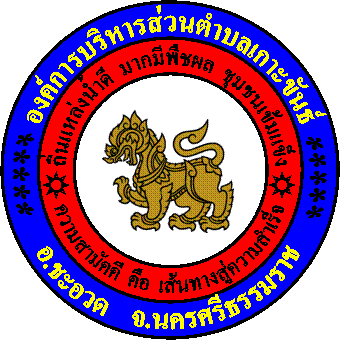 องค์การบริหารส่วนตำบลเกาะขันธ์
ถิ่นแหล่งน้ำดี มากมีพืชผล ชุมชนเข้มแข็ง
ความสามัคคี คือ เส้นทางสู่ความสำเร็จ
อ.ชะอวด จ.นครศรีธรรมราช